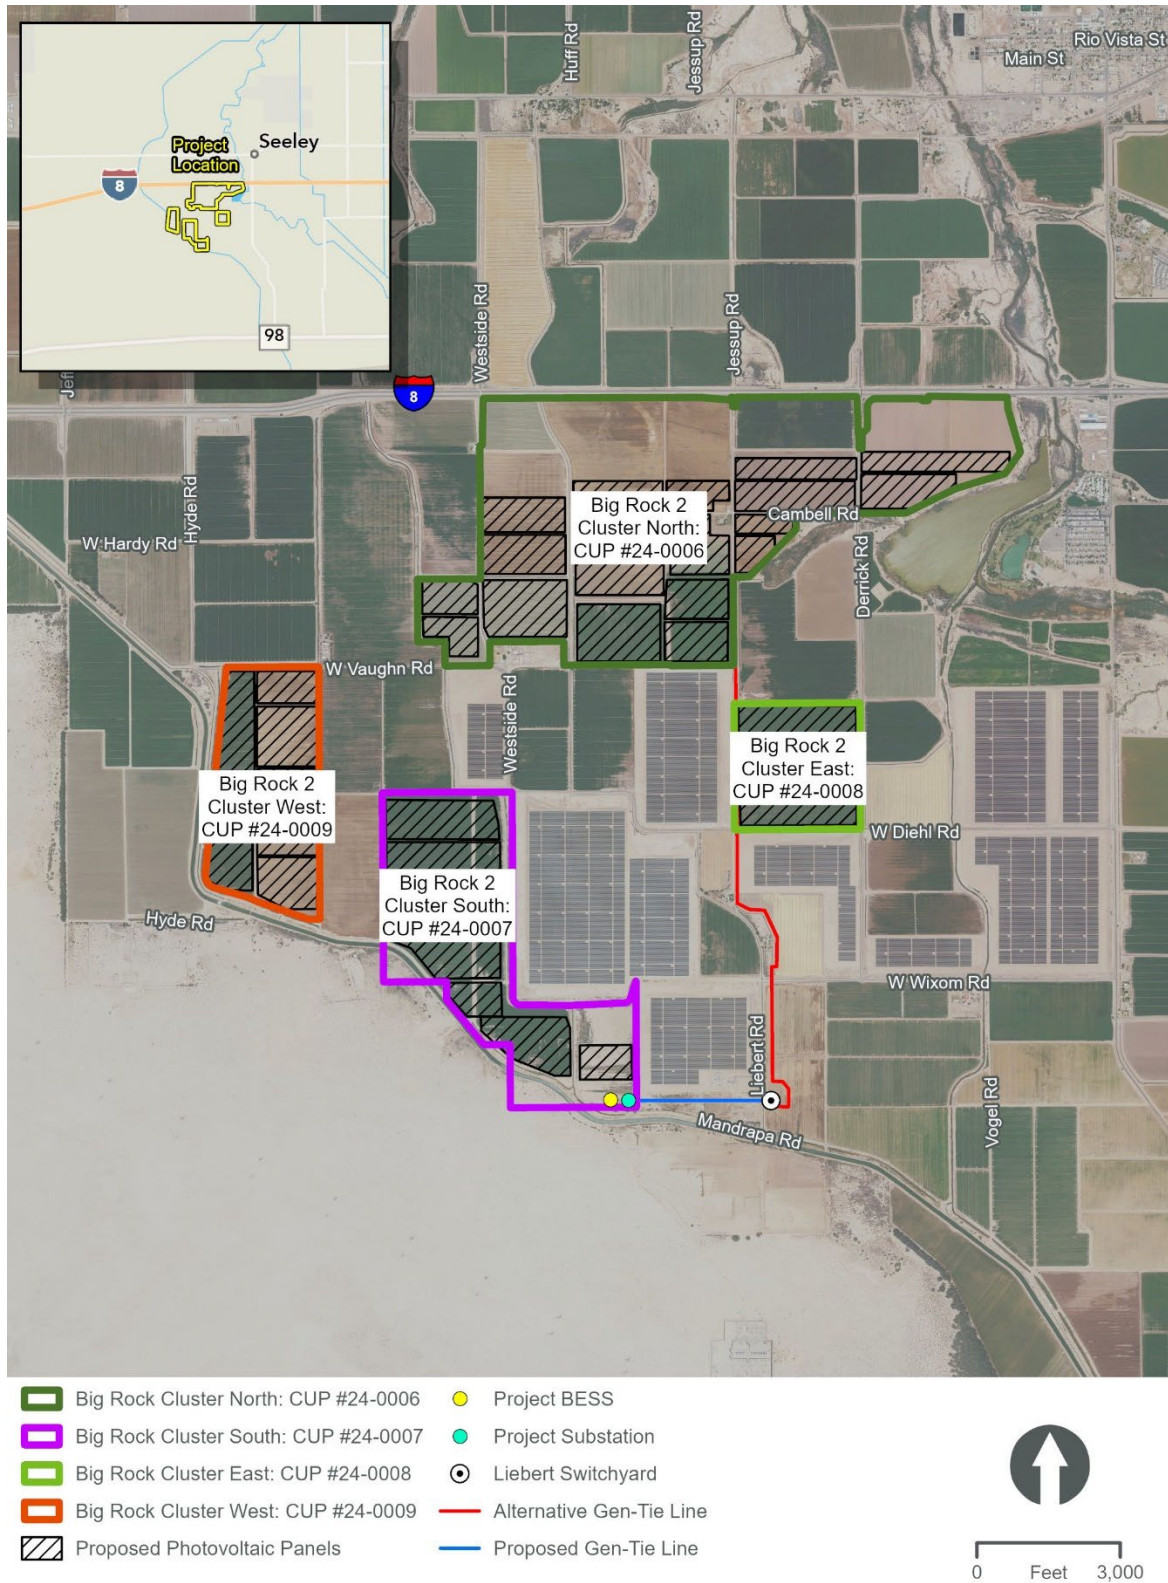 Project
Location
Seeley
8
98
Huff Rd
Jessup Rd
Main St
Rio Vista St
Westside Rd
Jessup Rd
8
Hyde Rd
W Hardy Rd
Big Rock 2
Cluster North:
CUP #24-0006
Cambell Rd
Derrick Rd
W Vaughn Rd
Westside Rd
Big Rock 2
Cluster West:
CUP #24-0009
Big Rock 2
Cluster East:
CUP #24-0008
W Diehl Rd
Big Rock 2
Cluster South:
CUP #24-0007
Hyde Rd
W Wixom Rd
Liebert Rd
Vogel Rd
Mandrapa Rd
Big Rock Cluster North: CUP #24-0006
Big Rock Cluster South: CUP #24-0007
Big Rock Cluster East: CUP #24-0008
Big Rock Cluster West: CUP #24-0009
Proposed Photovoltaic Panels
Project BESS
Project Substation
Liebert Switchyard
Alternative Gen-Tie Line
Proposed Gen-Tie Line
0 Feet 3,000